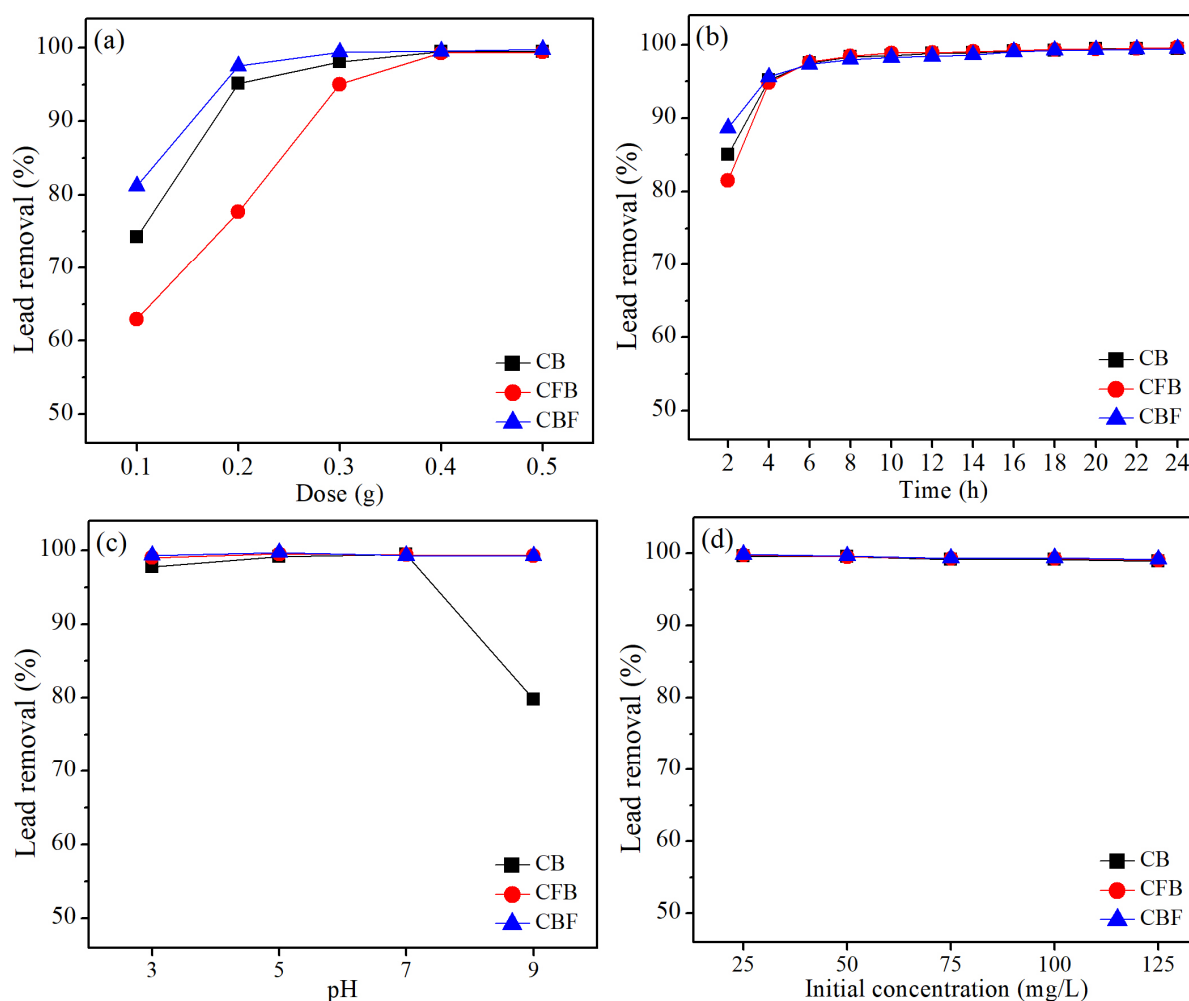 (a)
Lead removal (%)
100
90
80
70
60
50
CB
CFB
CBF
0.1 0.2 0.3 0.4 0.5
Dose (g)
(b)
Lead removal (%)
100
90
80
70
60
50
CB
CFB
CBF
2 4 6 8 10 12 14 16 18 20 22 24
Time (h)
(c)
Lead removal (%)
100
90
80
70
60
50
CB
CFB
CBF
3 5 7 9
pH
(d)
Lead removal (%)
100
90
80
70
60
50
CB
CFB
CBF
25 50 75 100 125
Initial concentration (mg/L)